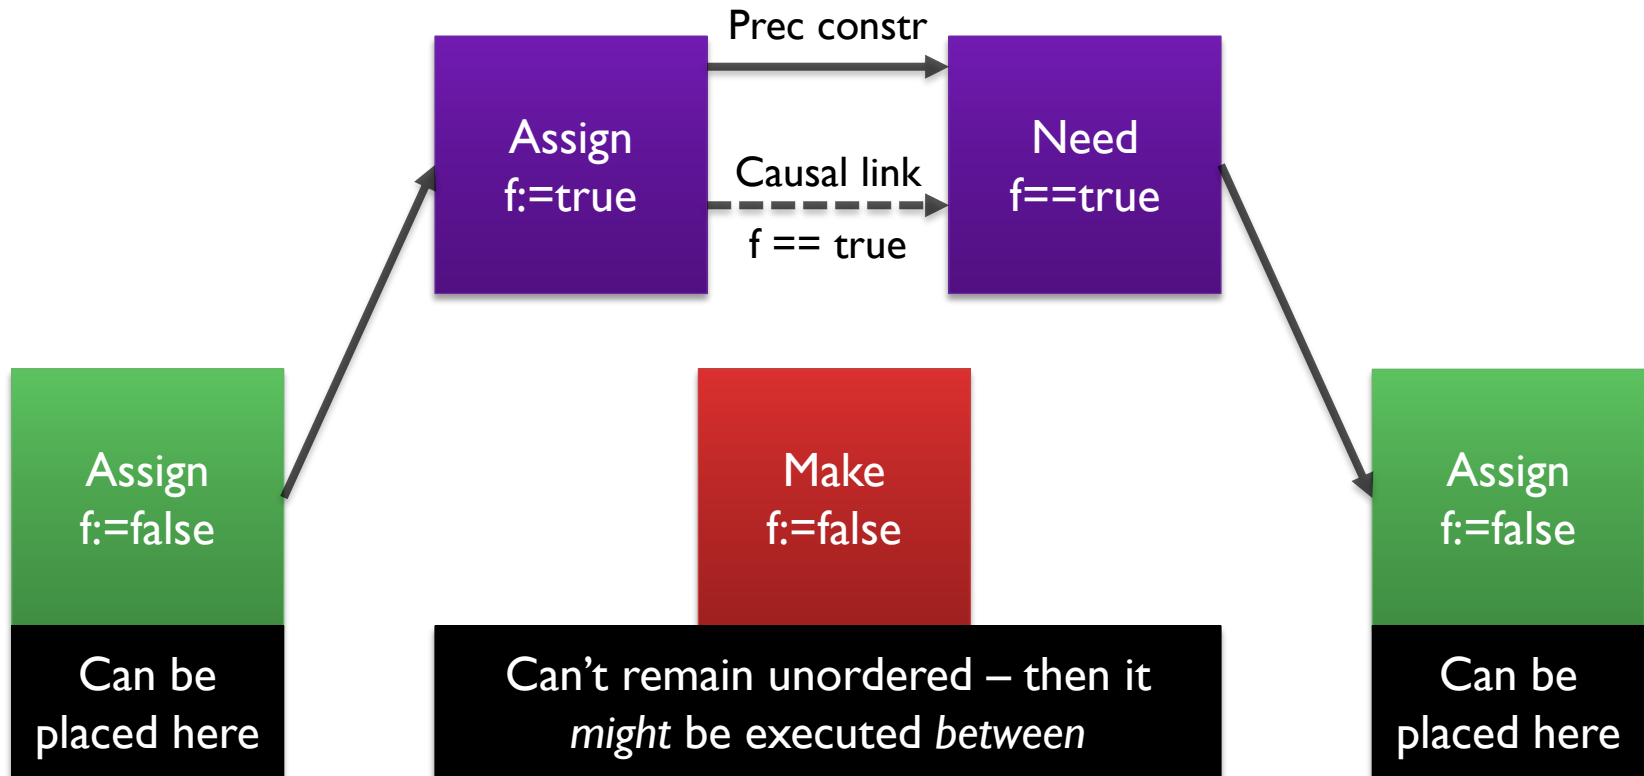 Prec constr
Assign
f:=true
Causal link
f == true
Need
f==true
Assign
f:=false
Make
f:=false
Assign
f:=false
Can be
placed here
Can’t remain unordered – then it
might be executed between
Can be
placed here